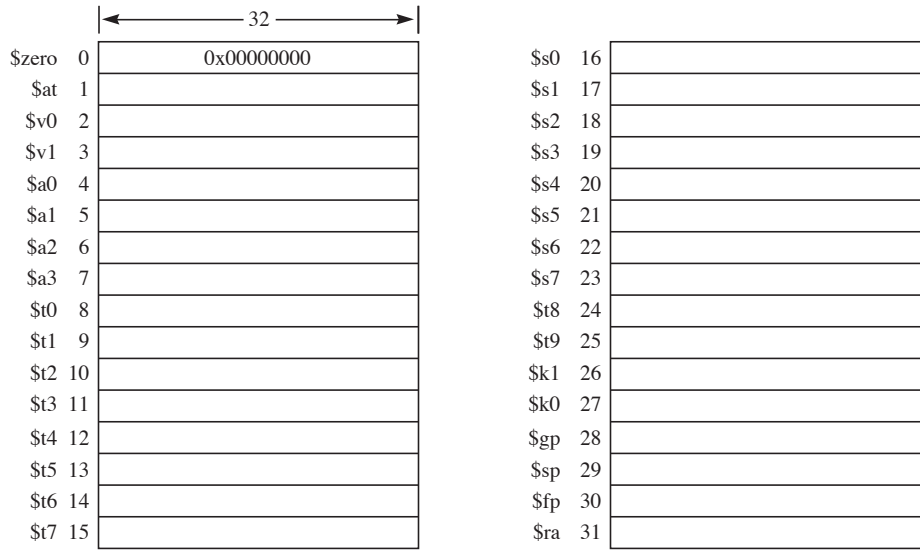 32
$zero 0 0x00000000
$at 1
$v0 2
$v1 3
$a0 4
$a1 5
$a2 6
$a3 7
$t0 8
$t1 9
$t2 10
$t3 11
$t4 12
$t5 13
$t6 14
$t7 15
$s0 16
$s1 17
$s2 18
$s3 19
$s4 20
$s5 21
$s6 22
$s7 23
$t8 24
$t9 25
$k1 26
$k0 27
$gp 28
$sp 29
$fp 30
$ra 31